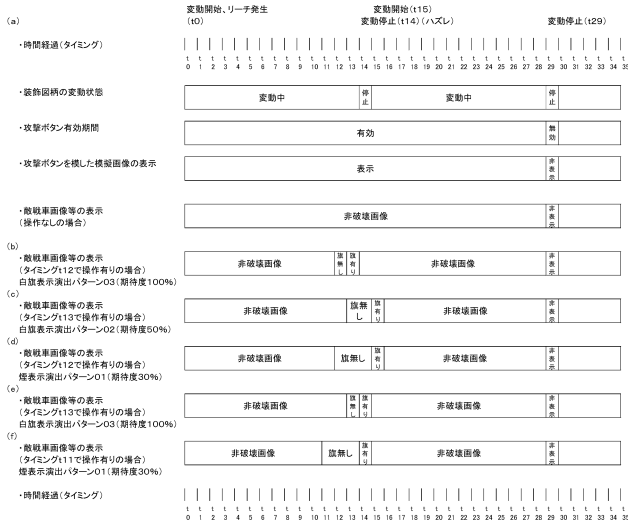 変動開始、リーチ発生
(t0)
変動開始(t15)
変動停止(t14)(ハズレ)
変動停止(t29)
(a)
・時間経過(タイミング)
t t t t t t t t t t t t t t t t t t t t t t t t t t t t t t t t t t t t
0 1 2 3 4 5 6 7 8 9 10 11 12 13 14 15 16 17 18 19 20 21 22 23 24 25 26 27 28 29 30 31 32 33 34 35
・装飾図柄の変動状態
変動中
停止
変動中
停止
・攻撃ボタン有効期間
有効
無効
・攻撃ボタンを模した模擬画像の表示
表示
非表示
・敵戦車画像等の表示
(操作なしの場合)
非破壊画像
非表示
(b)
・敵戦車画像等の表示
(タイミングt12で操作有りの場合)
白旗表示演出パターン03(期待度100%)
非破壊画像
旗無し
旗有り
非破壊画像
非表示
(c)
・敵戦車画像等の表示
(タイミングt13で操作有りの場合)
白旗表示演出パターン02(期待度50%)
非破壊画像
旗無し
旗有り
非破壊画像
非表示
(d)
・敵戦車画像等の表示
(タイミングt12で操作有りの場合)
煙表示演出パターン01(期待度30%)
非破壊画像
旗無し
旗有り
非破壊画像
非表示
(e)
・敵戦車画像等の表示
(タイミングt13で操作有りの場合)
白旗表示演出パターン03(期待度100%)
非破壊画像
旗無し
旗有り
非破壊画像
非表示
(f)
・敵戦車画像等の表示
(タイミングt11で操作有りの場合)
煙表示演出パターン01(期待度30%)
非破壊画像
旗無し
旗有り
非破壊画像
非表示
・時間経過(タイミング)
t t t t t t t t t t t t t t t t t t t t t t t t t t t t t t t t t t t t
0 1 2 3 4 5 6 7 8 9 10 11 12 13 14 15 16 17 18 19 20 21 22 23 24 25 26 27 28 29 30 31 32 33 34 35